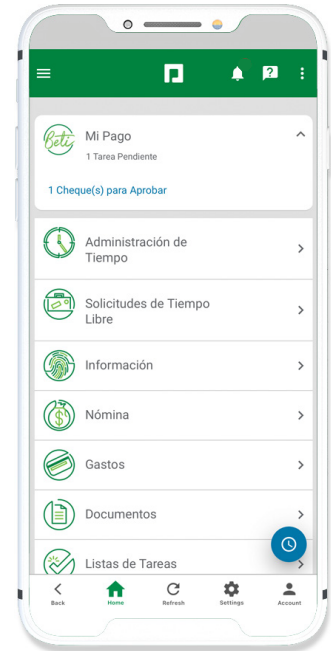 Beti
Mi Pago
1 Tarea Pendiente
1 Cheque(s) para Aprobar
Administración de
Tiempo
Solicitudes de Tiempo
Libre
Información
Nómina
Gastos
Documentos
Listas de Tareas
Back
Home
Refresh
Settings
Account